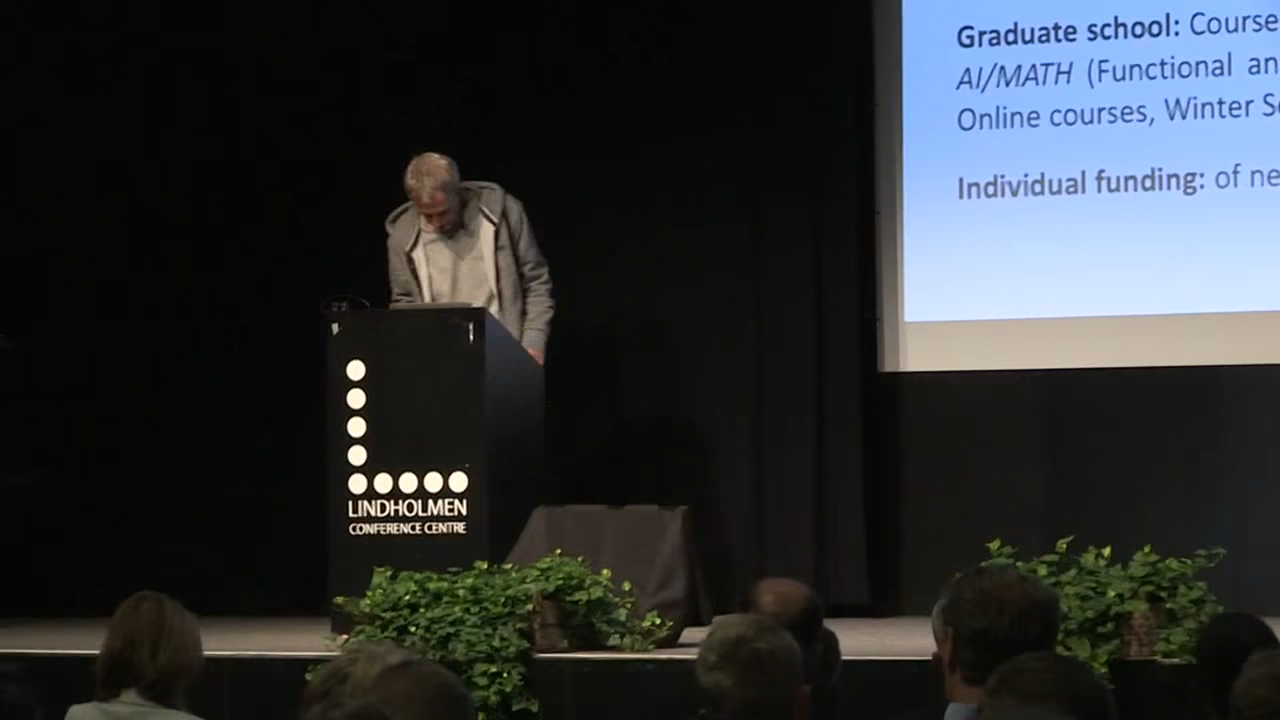 Graduate school: Course
AI/MATH (Functional an
Online courses, Winter S
Individual funding: of ne
LINDHOLMEN
CONFERENCE CENTRE